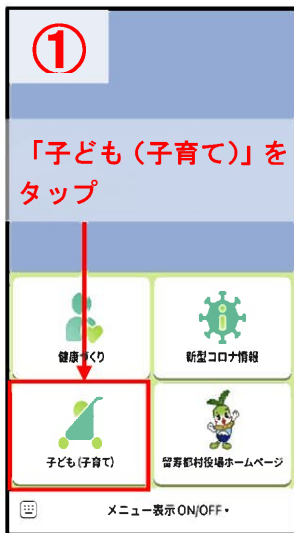 ①
「子ども（子育て）」を
タップ
健康づくり
新型コロナ情報
子ども(子育て)
留寿都村役場ホームページ
メニュー表示ON/OFF▾